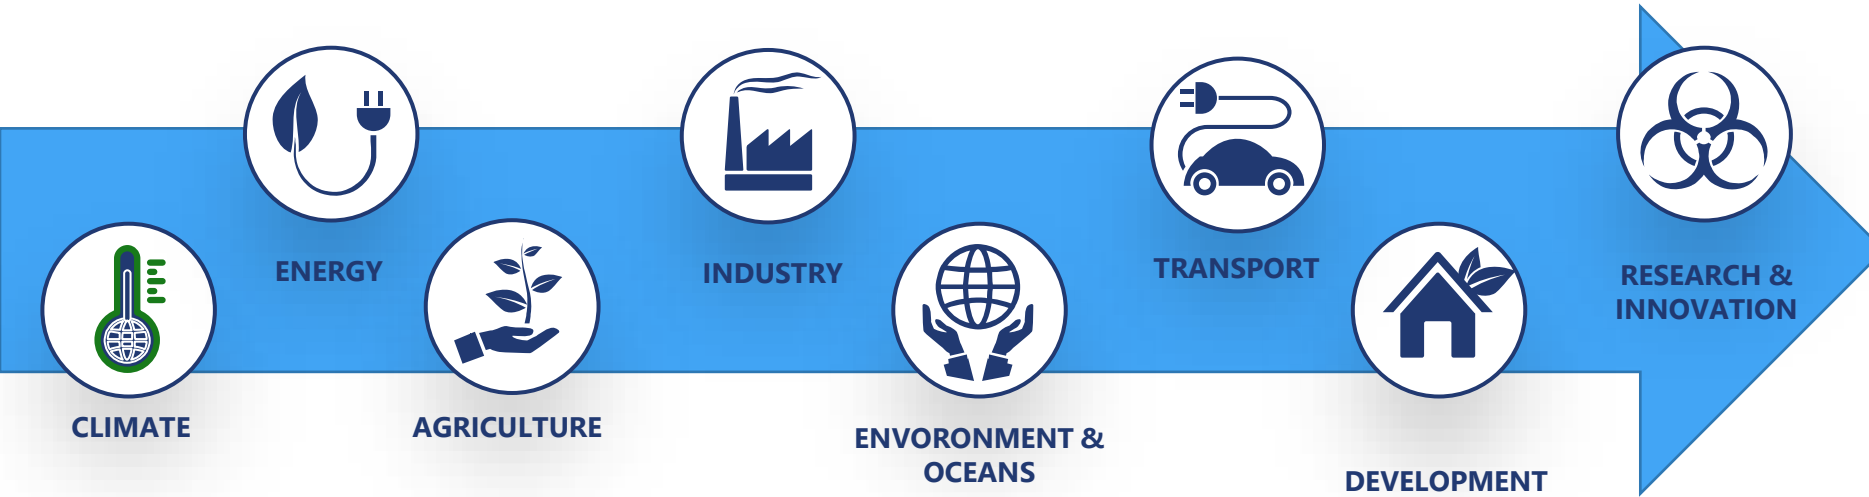 CLIMATE
ENERGY
AGRICULTURE
INDUSTRY
ENVORONMENT &
OCEANS
TRANSPORT
DEVELOPMENT
RESEARCH &
INNOVATION